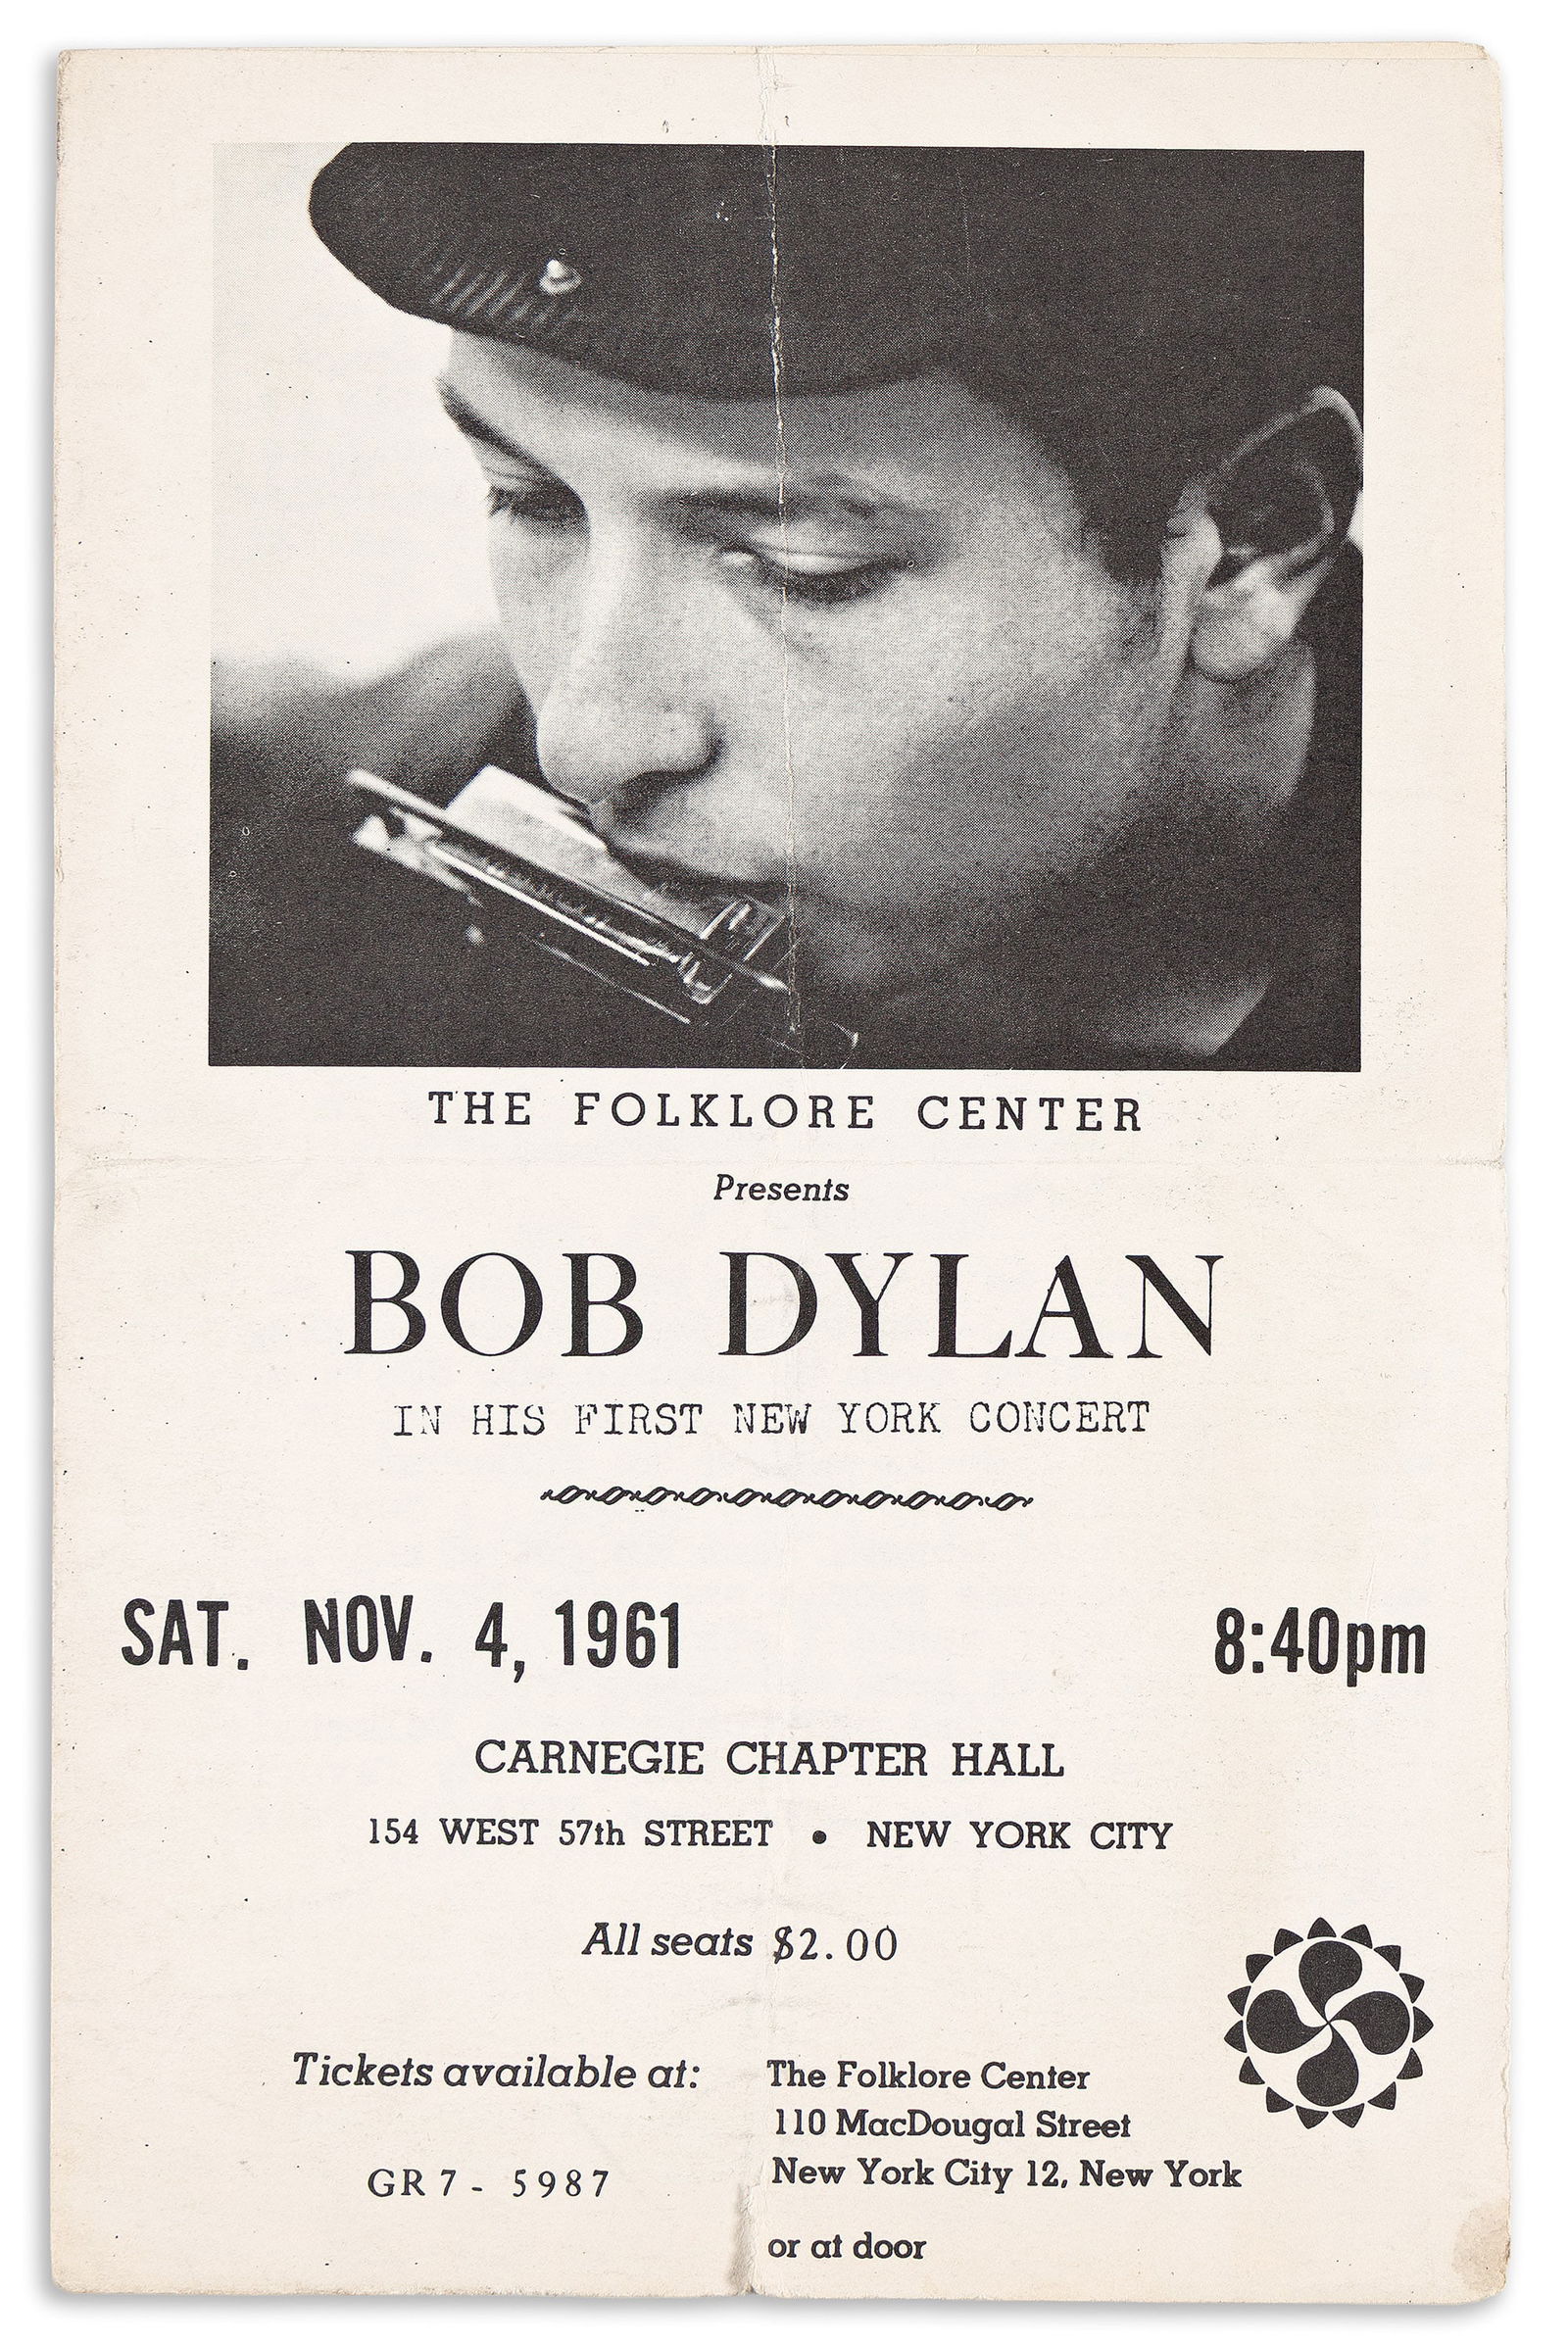 THE FOLKLORE CENTER
Presents
BOB DYLAN
IN HIS FIRST NEW YORK CONCERT
SAT. NOV. 4, 1961 8:40pm
CARNEGIE CHAPTER HALL
154 WEST 57th STREET • NEW YORK CITY
All seats $2.00
Tickets available at: The Folklore Center
110 MacDougal Street
GR7- 5987 New York City 12, New York
or at door